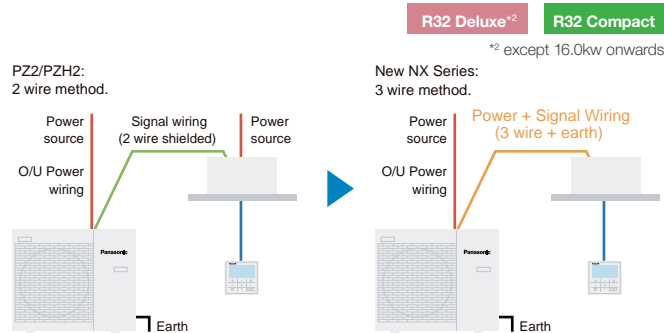 R32 Deluxe*2
R32 Compact
*2 except 16.0kw onwards
PZ2/PZH2:
2 wire method.
Power
source
Signal wiring
(2 wire shielded)
Power
source
O/U Power
wiring
Panasonic
Earth
New NX Series:
3 wire method.
Power
source
Power + Signal Wiring
(3 wire + earth)
O/U Power
wiring
Panasonic
Earth